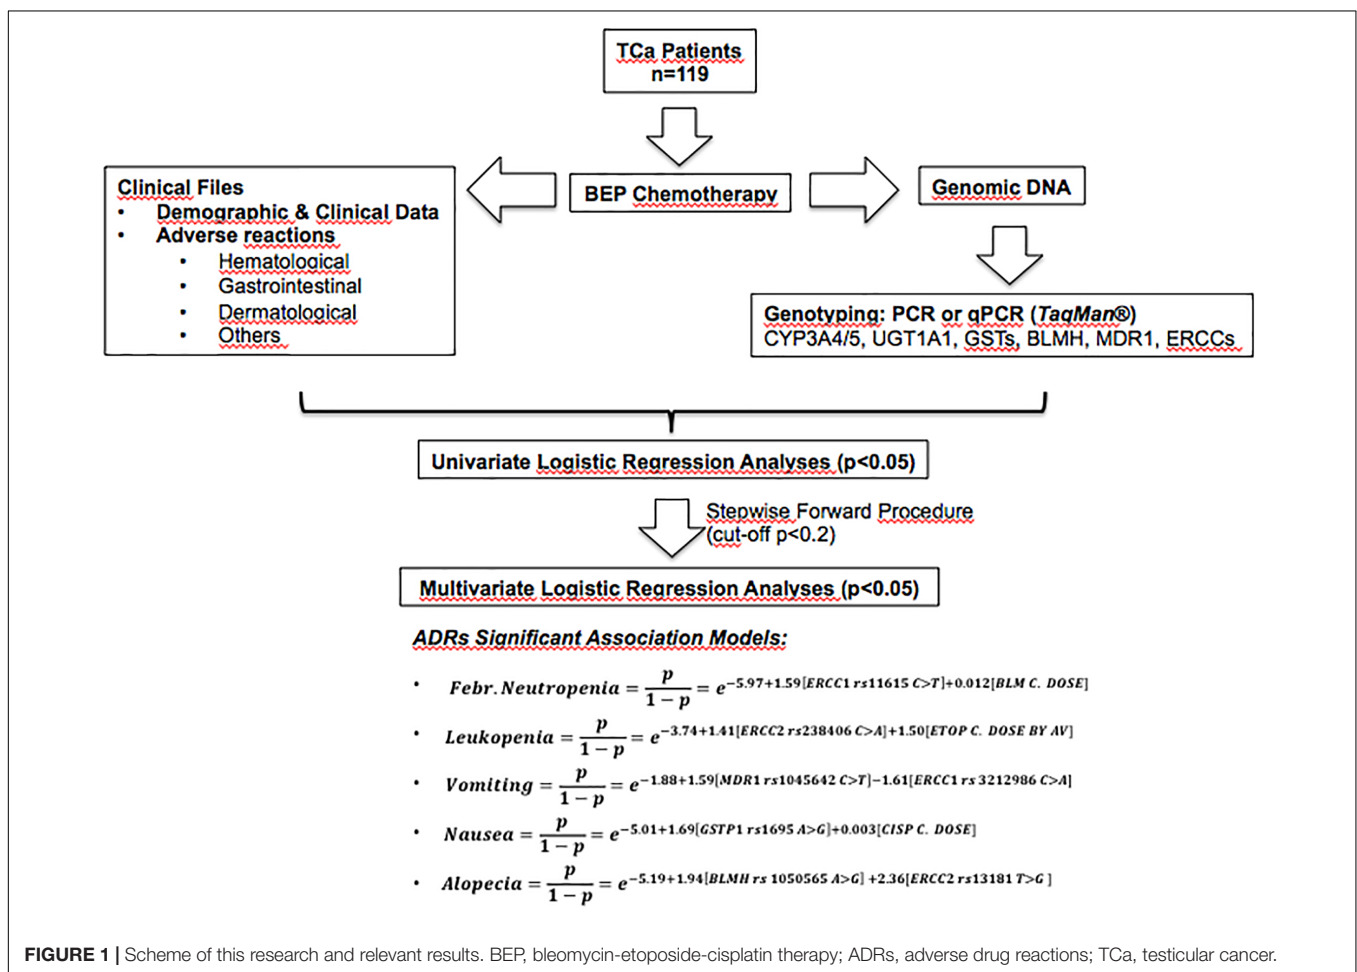 TCa Patients
n=119
BEP Chemotherapy
Clinical Files
• Demographic & Clinical Data
• Adverse reactions
• Hematological
• Gastrointestinal
• Dermatological
• Others
Genomic DNA
Genotyping: PCR or qPCR (TaqMan®)
CYP3A4/5, UGT1A1, GSTs, BLMH, MDR1, ERCCs
Univariate Logistic Regression Analyses (p<0.05)
Stepwise Forward Procedure
(cut-off p<0.2)
Multivariate Logistic Regression Analyses (p<0.05)
ADRs Significant Association Models:
• Febr. Neutropenia = p/(1 − p) = e^(−5.97+1.59[ERCC1 rs11615 C>T]+0.012[BLM C. DOSE])
• Leukopenia = p/(1 − p) = e^(−3.74+1.41[ERCC2 rs238406 C>A]+1.50[ETOP C. DOSE BY AV])
• Vomiting = p/(1 − p) = e^(−1.88+1.59[MDR1 rs1045642 C>T]−1.61[ERCC1 rs 3212986 C>A])
• Nausea = p/(1 − p) = e^(−5.01+1.69[GSTP1 rs1695 A>G]+0.003[CISP C. DOSE])
• Alopecia = p/(1 − p) = e^(−5.19+1.94[BLMH rs 1050565 A>G] +2.36[ERCC2 rs13181 T>G ])
FIGURE 1 | Scheme of this research and relevant results. BEP, bleomycin-etoposide-cisplatin therapy; ADRs, adverse drug reactions; TCa, testicular cancer.